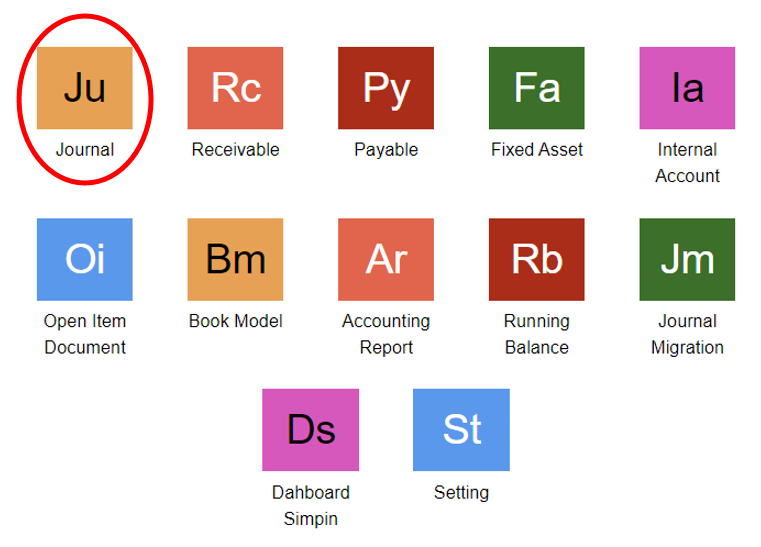 Ju Rc Py Fa Ia
Journal Receivable Payable Fixed Asset Internal
Account
Oi Bm Ar Rb Jm
Open Item Book Model Accounting Running Journal
Document Report Balance Migration
Ds St
Dahboard Setting
Simpin